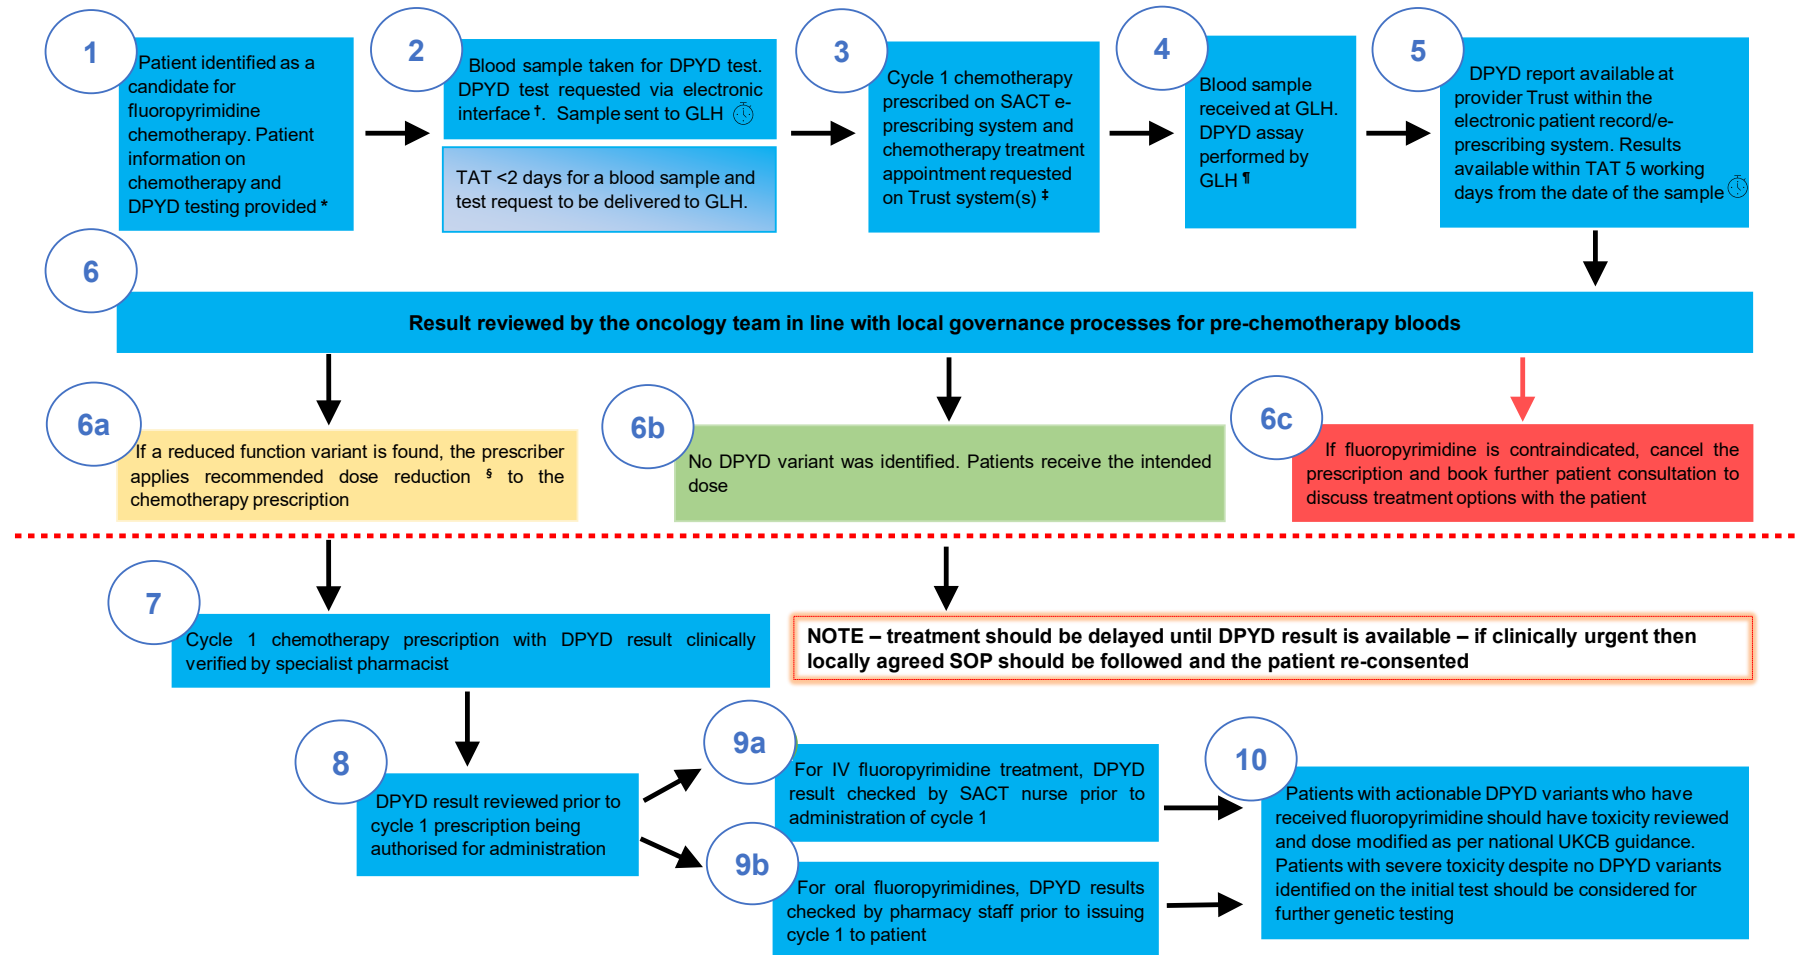 1
Patient identified as a
candidate for
fluoropyrimidine
chemotherapy. Patient
information on
chemotherapy and
DPYD testing provided *
2
Blood sample taken for DPYD test.
DPYD test requested via electronic
interface †. Sample sent to GLH
TAT <2 days for a blood sample and
test request to be delivered to GLH.
3
Cycle 1 chemotherapy
prescribed on SACT e-
prescribing system and
chemotherapy treatment
appointment requested
on Trust system(s) ‡
4
Blood sample
received at GLH.
DPYD assay
performed by
GLH ¶
5
DPYD report available at
provider Trust within the
electronic patient record/e-
prescribing system. Results
available within TAT 5 working
days from the date of the sample
6
Result reviewed by the oncology team in line with local governance processes for pre-chemotherapy bloods
6a
If a reduced function variant is found, the prescriber
applies recommended dose reduction § to the
chemotherapy prescription
6b
No DPYD variant was identified. Patients receive the intended
dose
6c
If fluoropyrimidine is contraindicated, cancel the
prescription and book further patient consultation to
discuss treatment options with the patient
7
Cycle 1 chemotherapy prescription with DPYD result clinically
verified by specialist pharmacist
NOTE – treatment should be delayed until DPYD result is available – if clinically urgent then
locally agreed SOP should be followed and the patient re-consented
8
DPYD result reviewed prior to
cycle 1 prescription being
authorised for administration
9a
For IV fluoropyrimidine treatment, DPYD
result checked by SACT nurse prior to
administration of cycle 1
9b
For oral fluoropyrimidines, DPYD results
checked by pharmacy staff prior to issuing
cycle 1 to patient
10
Patients with actionable DPYD variants who have
received fluoropyrimidine should have toxicity reviewed
and dose modified as per national UKCB guidance.
Patients with severe toxicity despite no DPYD variants
identified on the initial test should be considered for
further genetic testing